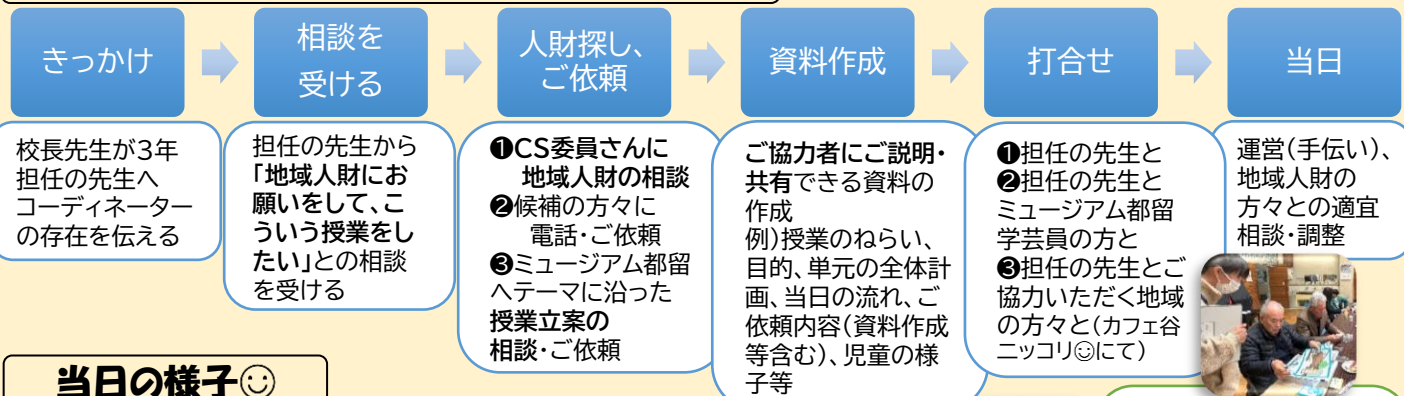 きっかけ
相談を
受ける
人財探し、
ご依頼
資料作成
打合せ
当日
校長先生が3年
担任の先生へ
コーディネーター
の存在を伝える
担任の先生から
「地域人財にお
願いをして、こ
ういう授業をし
たい」との相談
を受ける
❶CS委員さんに
地域人財の相談
❷候補の方々に
電話・ご依頼
❸ミュージアム都留
へテーマに沿った
授業立案の
相談・ご依頼
ご協力者にご説明・
共有できる資料の
作成
例)授業のねらい、
目的、単元の全体計
画、当日の流れ、ご
依頼内容(資料作成
等含む)、児童の様
子等
❶担任の先生と
❷担任の先生と
ミュージアム都留
学芸員の方と
❸担任の先生とご
協力いただく地域
の方々と(カフェ谷
ニッコリ☺にて)
運営(手伝い)、
地域人財の
方々との適宜
相談・調整
当日の様子☺